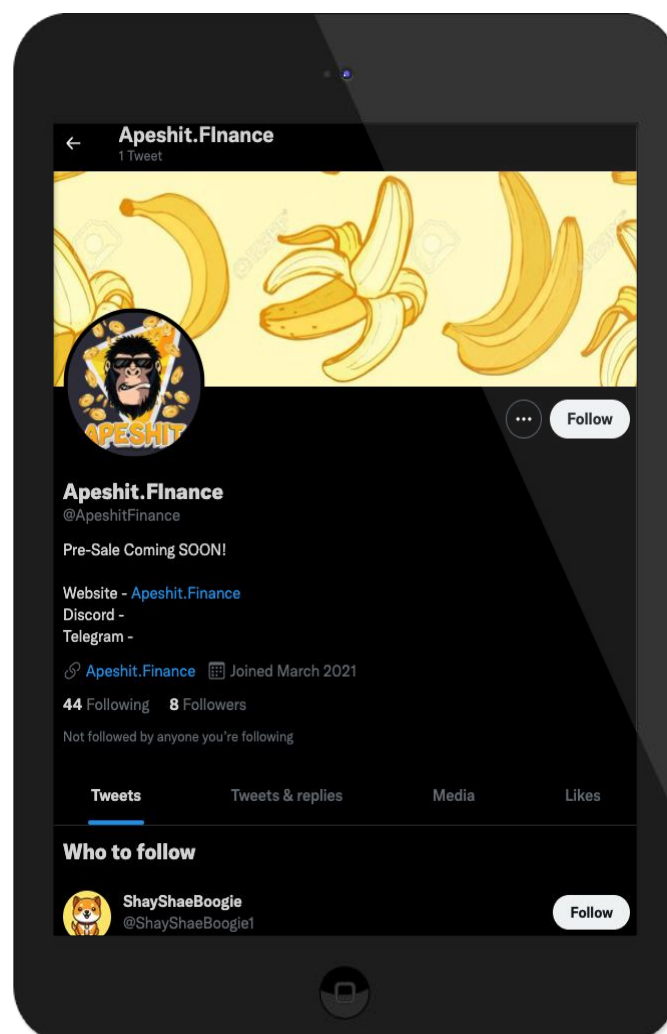 Apeshit.FInance
1 Tweet
APESHIT
Follow
Apeshit.FInance
@ApeshitFinance
Pre-Sale Coming SOON!
Website - Apeshit.Finance
Discord -
Telegram -
Apeshit.Finance Joined March 2021
44 Following 8 Followers
Not followed by anyone you're following
Tweets Tweets & replies Media Likes
Who to follow
ShayShaeBoogie
@ShayShaeBoogie1
Follow